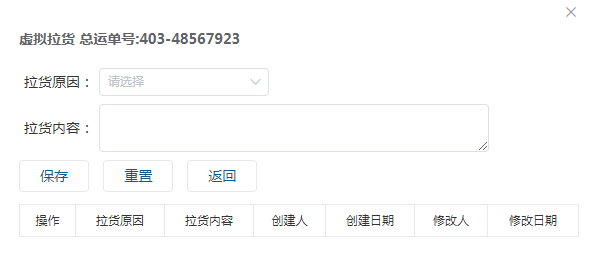 虚拟拉货 总运单号:403-48567923
拉货原因： 请选择
拉货内容：
保存 重置 返回
操作 拉货原因 拉货内容 创建人 创建日期 修改人 修改日期